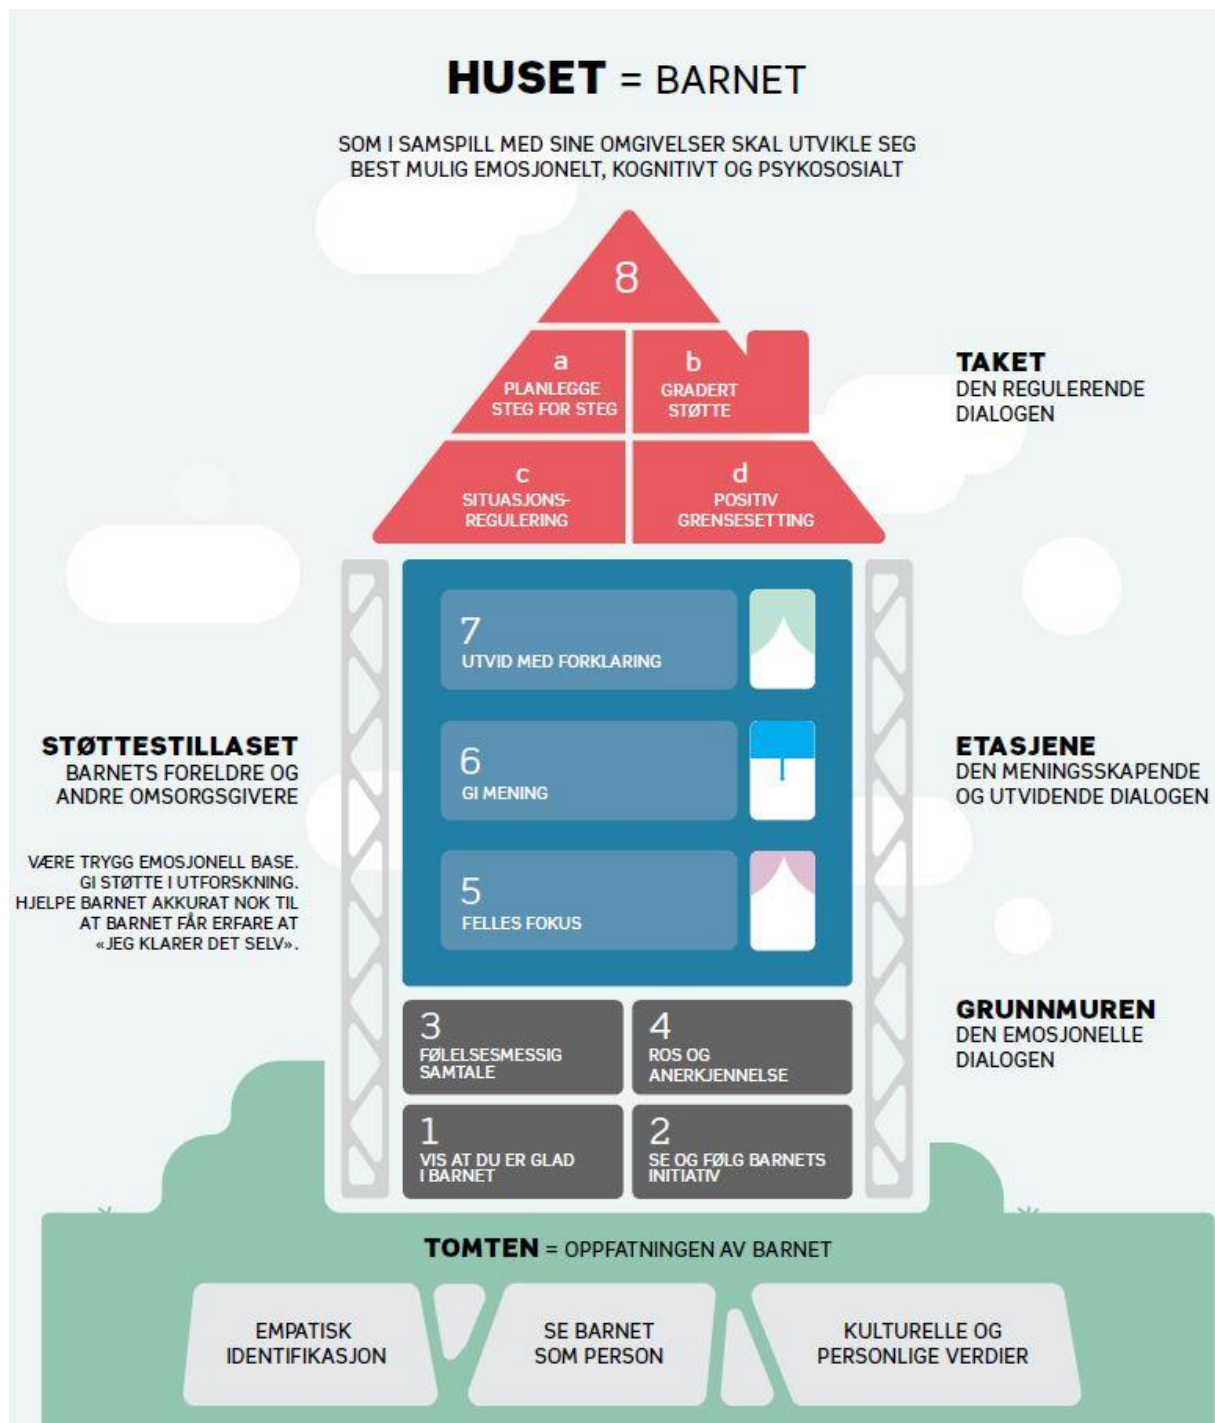 HUSET = BARNET
SOM I SAMSPILL MED SINE OMGIVELSER SKAL UTVIKLE SEG
BEST MULIG EMOSJONELT, KOGNITIVT OG PSYKOSOSIALT
8
a
PLANLEGGE
STEG FOR STEG
b
GRADERT
STØTTE
TAKET
DEN REGULERENDE
DIALOGEN
c
SITUASJONS-
REGULERING
d
POSITIV
GRENSESETTING
7
UTVID MED FORKLARING
6
GI MENING
5
FELLES FOKUS
STØTTESTILLASET
BARNETS FORELDRE OG
ANDRE OMSORGSGIVERE
VÆRE TRYGG EMOSJONELL BASE.
GI STØTTE I UTFORSKNING.
HJELPE BARNET AKKURAT NOK TIL
AT BARNET FÅR ERFARE AT
«JEG KLARER DET SELV».
ETASJENE
DEN MENINGSSKAPENDE
OG UTVIDENDE DIALOGEN
3
FØLELSESMESSIG
SAMTALE
4
ROS OG
ANERKJENNELSE
GRUNNMUREN
DEN EMOSJONELLE
DIALOGEN
1
VIS AT DU ER GLAD
I BARNET
2
SE OG FØLG BARNETS
INITIATIV
TOMTEN = OPPFATNINGEN AV BARNET
EMPATISK
IDENTIFIKASJON
SE BARNET
SOM PERSON
KULTURELLE OG
PERSONLIGE VERDIER